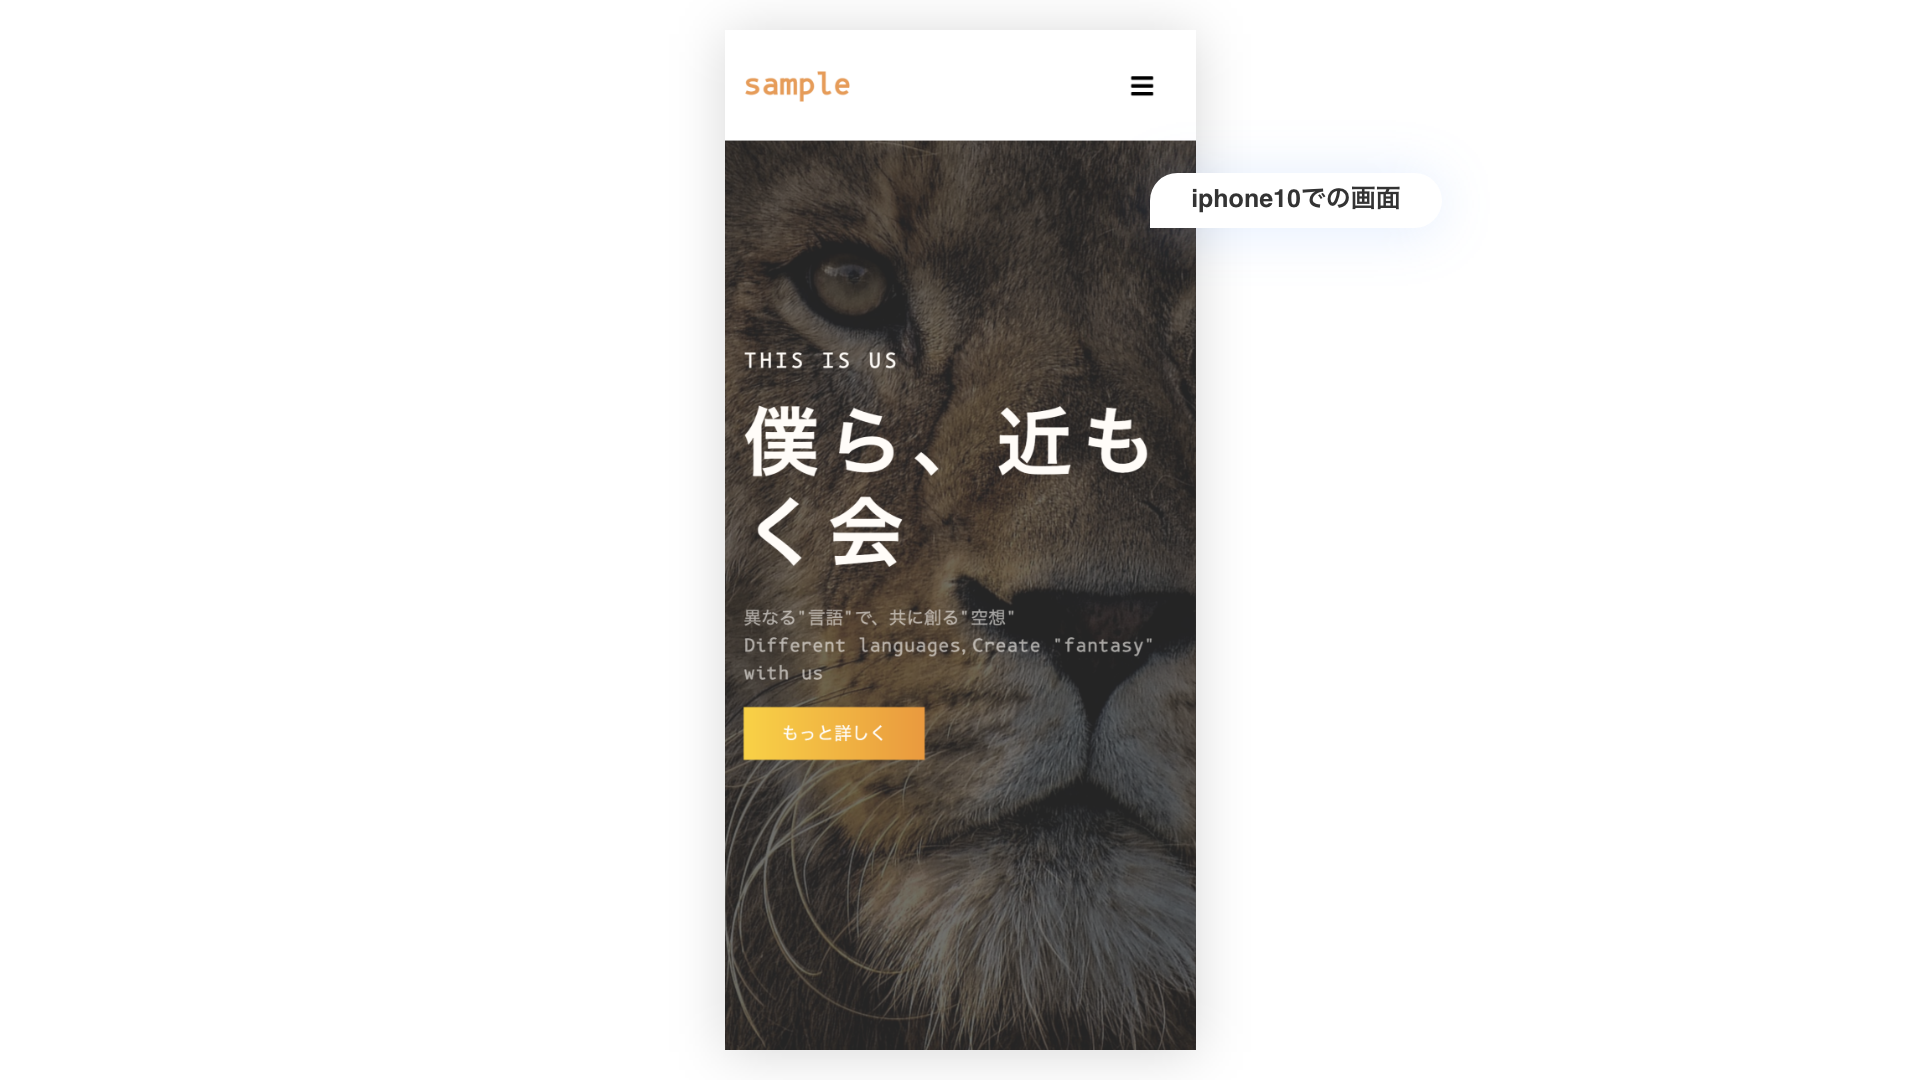 sample
iphone10での画面
THIS IS US
僕ら、近も
く会
異なる"言語"で、共に創る"空想"
Different languages,Create "fantasy"
with us
もっと詳しく